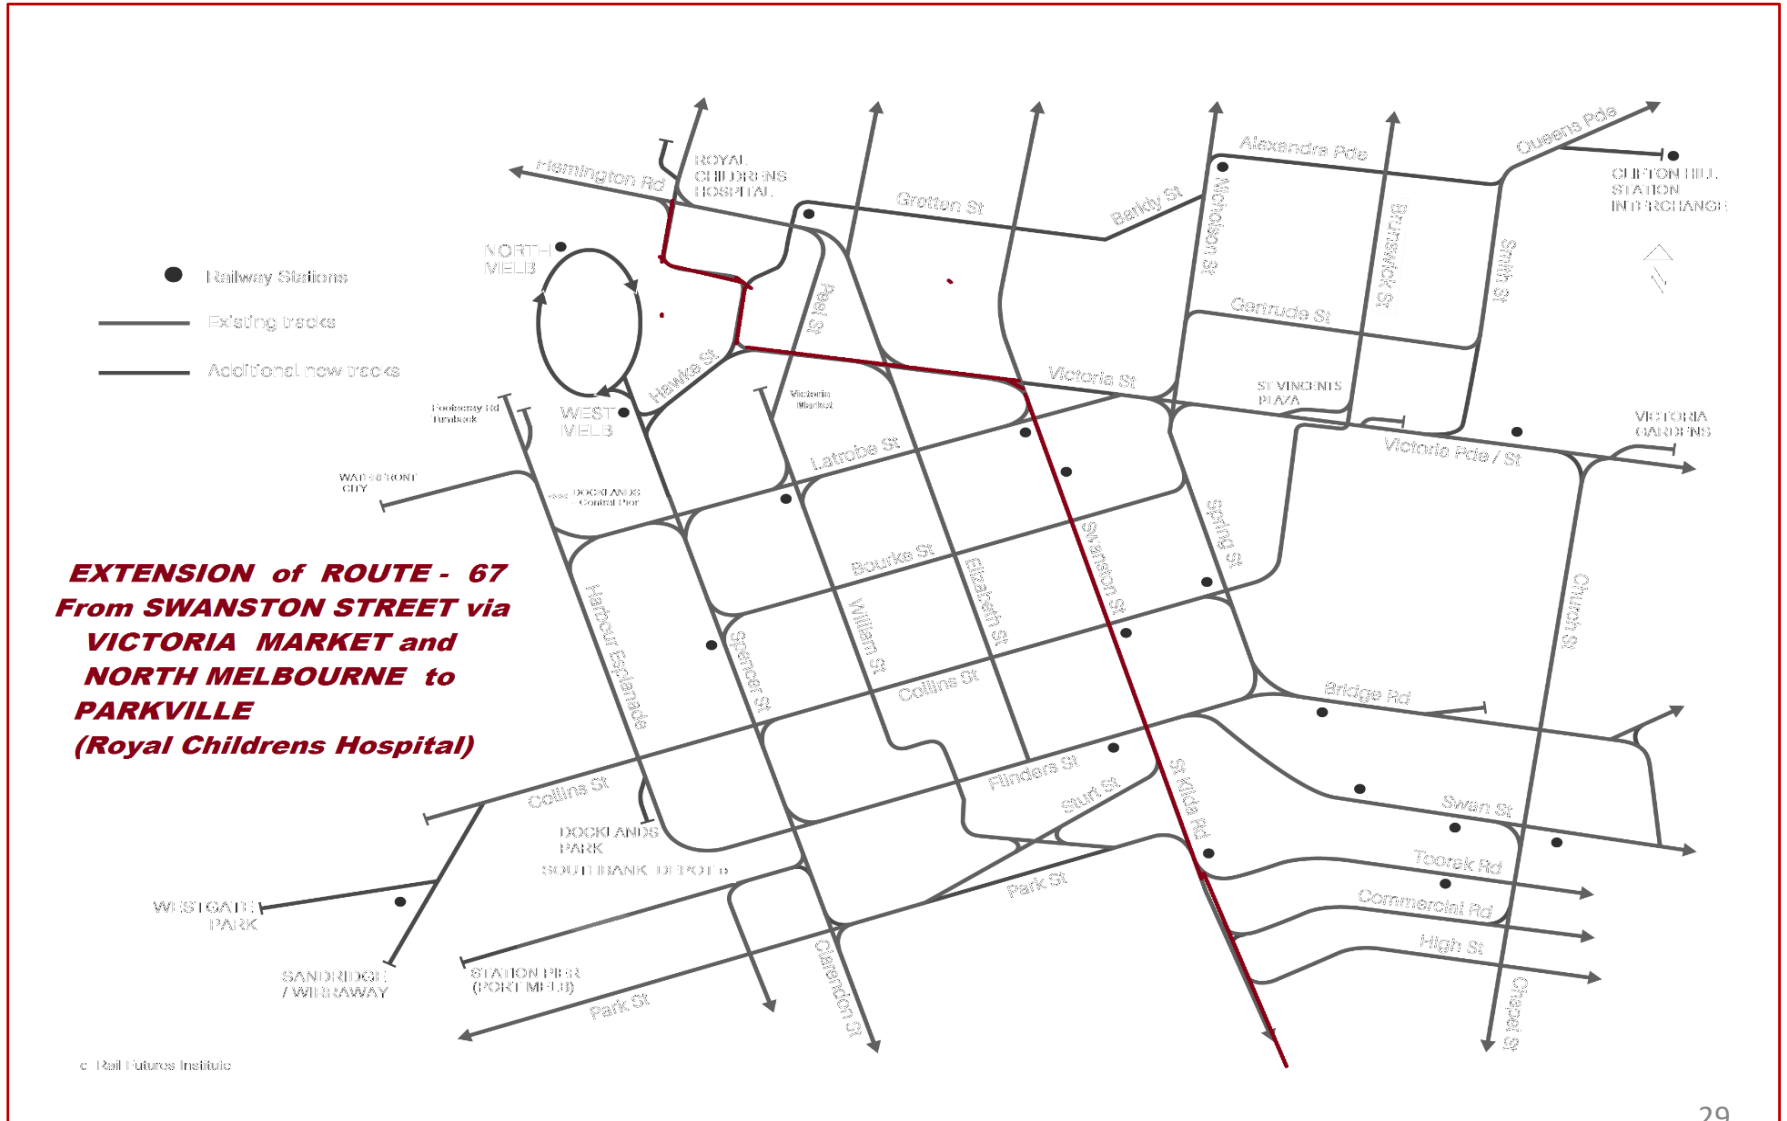 Flemington Rd
ROYAL
CHILDRENS
HOSPITAL
Grattan St
Barkly St
Nicholson St
Alexandra Pde
Brunswick St
Queens Pde
Smith St
CLIFTON HILL
STATION
INTERCHANGE
NORTH
MELB
Railway Stations
Existing tracks
Additional new tracks
Peel St
Gertrude St
Hawke St
Victoria
Market
Victoria St
ST VINCENTS
PLAZA
VICTORIA
GARDENS
Footscray Rd
Turnback
WEST
MELB
Latrobe St
Victoria Pde / St
WATERFRONT
CITY
<<<< DOCKLANDS
- Central Pier
Bourke St
Elizabeth St
Swanston St
Spring St
EXTENSION of ROUTE - 67
From SWANSTON STREET via
VICTORIA MARKET and
NORTH MELBOURNE to
PARKVILLE
(Royal Childrens Hospital)
Harbour Esplanade
Spencer St
William St
Collins St
Church St
Bridge Rd
Collins St
Flinders St
Sturt St
St Kilda Rd
Swan St
DOCKLANDS
PARK
SOUTHBANK DEPOT o
Park St
Toorak Rd
Commercial Rd
High St
WESTGATE
PARK
SANDRIDGE
/ WIRRAWAY
STATION PIER
(PORT MELB)
Park St
Clarendon St
Chapel St
c Rail Futures Institute
29